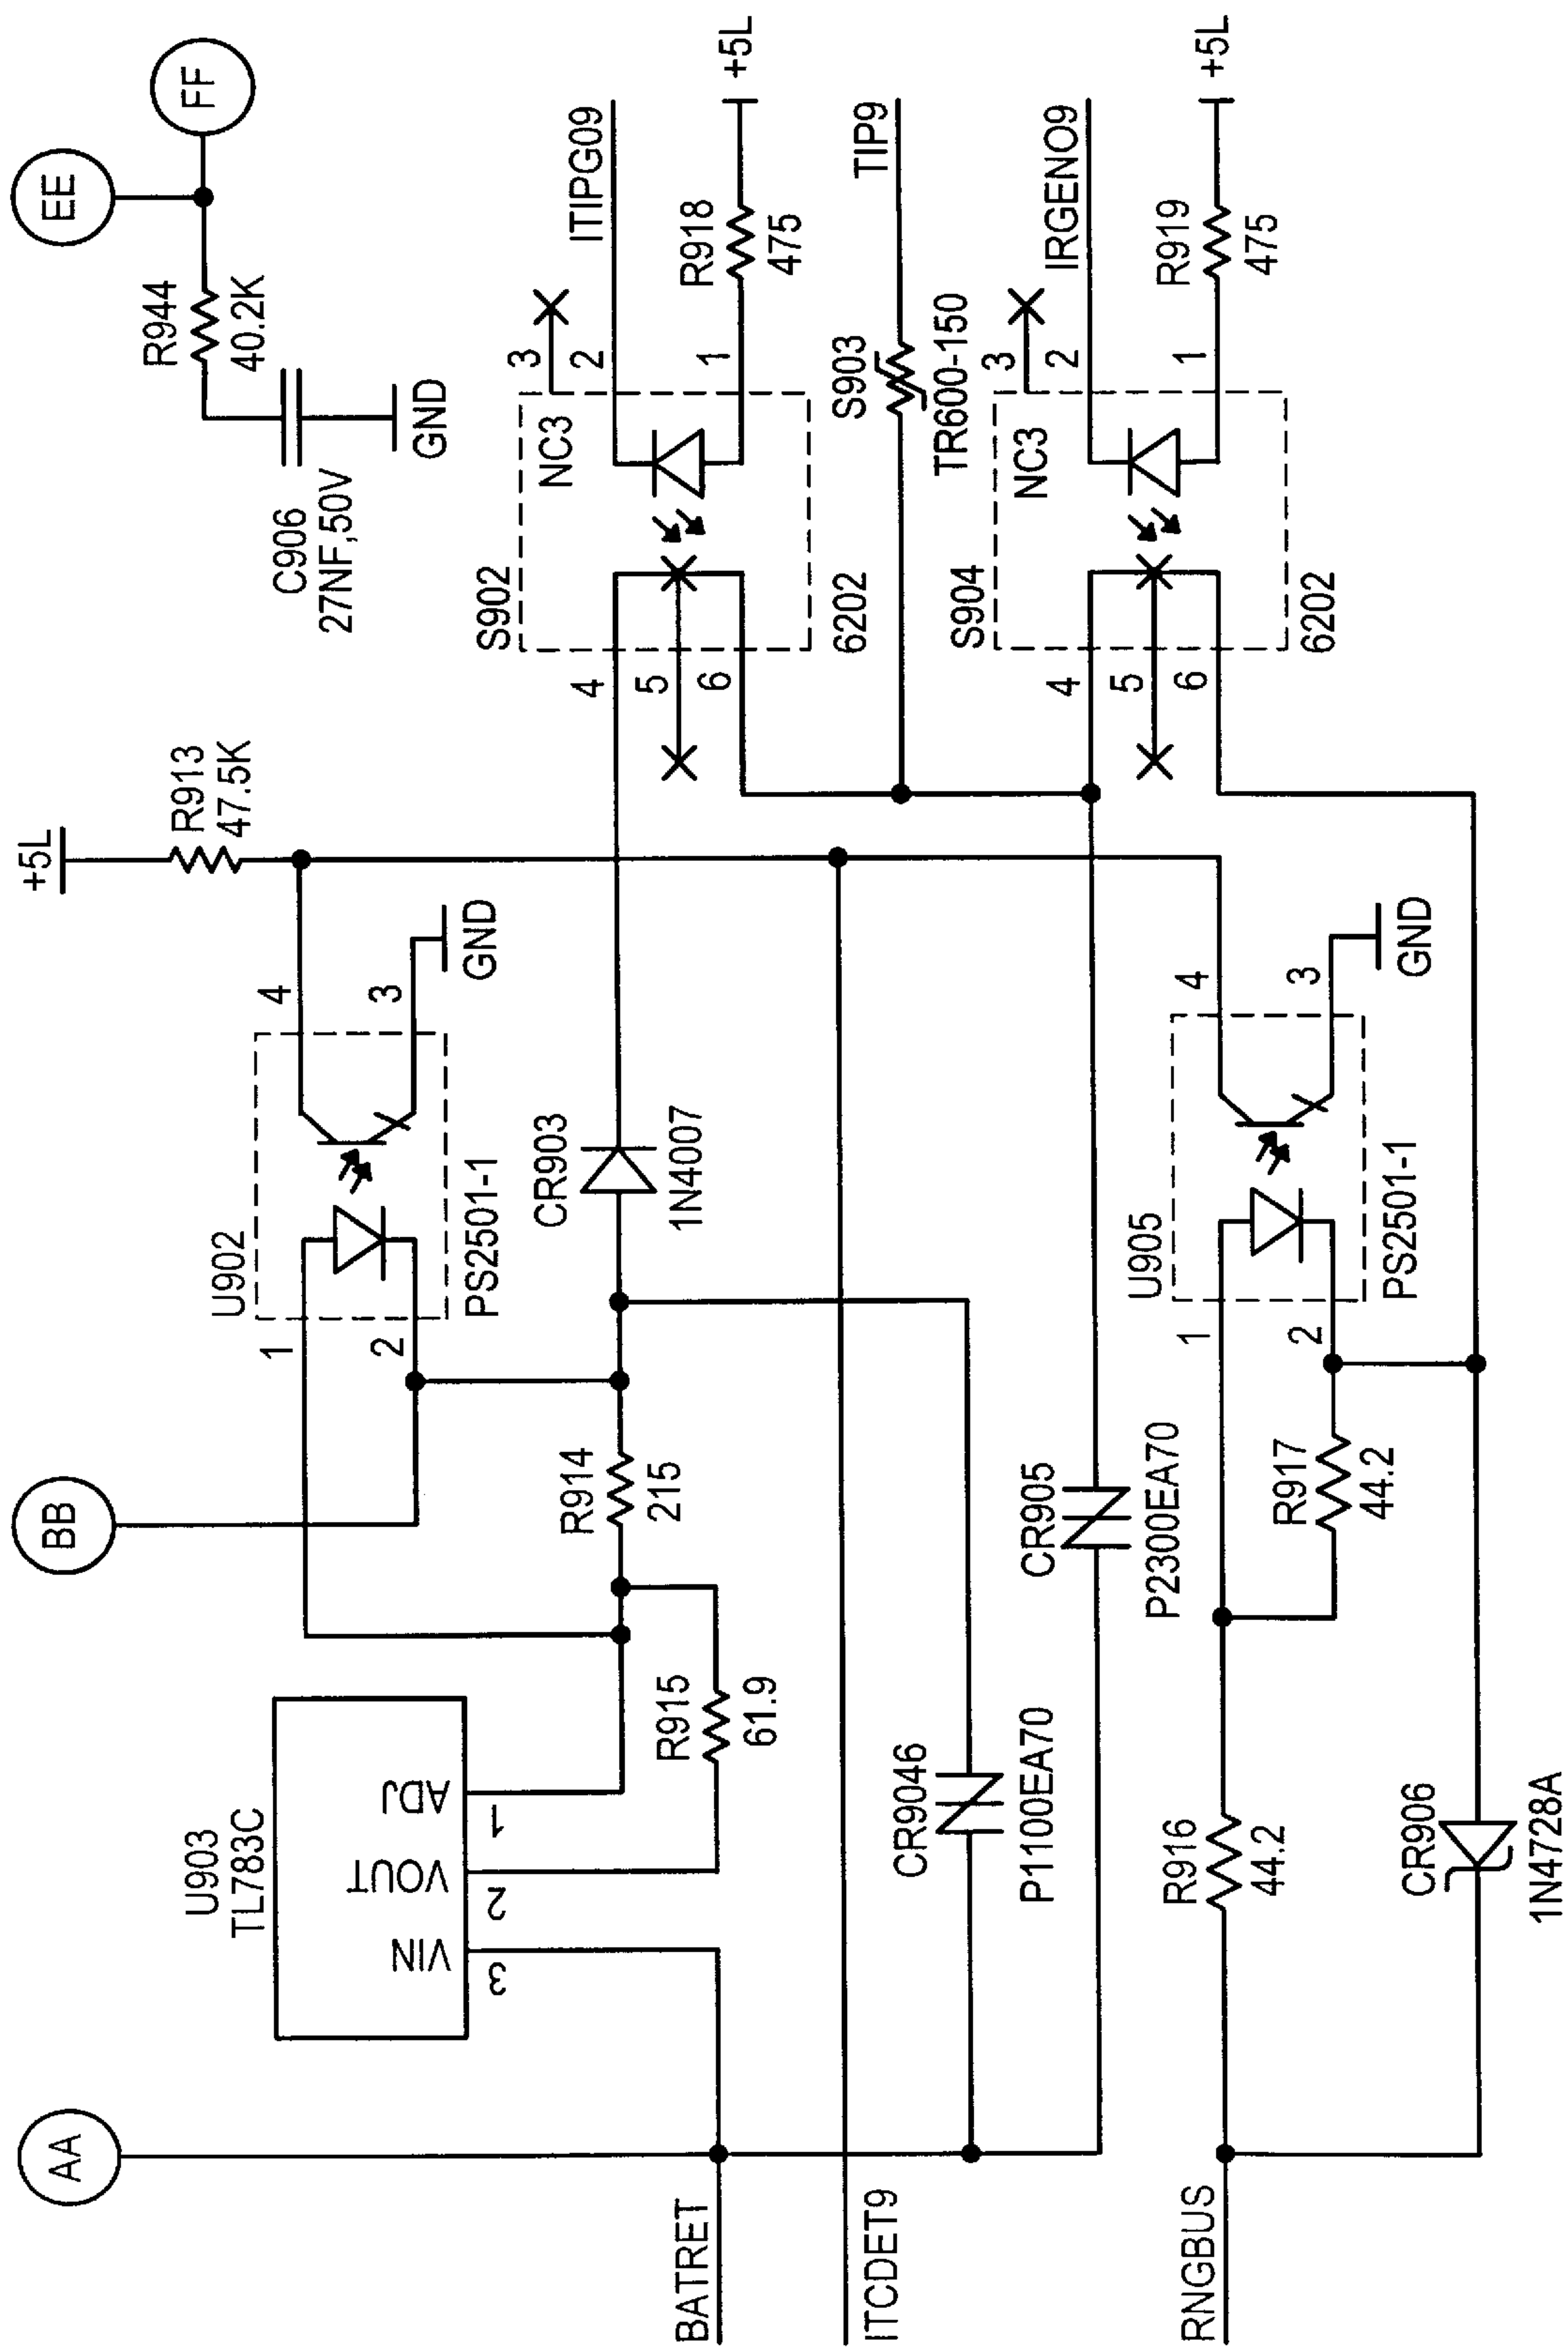 AA
BB
+5L
EE
FF
R913
47.5K
R944
40.2K
C906
27NF,50V
GND
U903
TL783C
VIN
VOUT
ADJ
3
2
1
U902
1
2
4
3
PS2501-1
GND
R914
215
R915
61.9
CR903
1N4007
S902
NC3
3
2
1
4
5
6
6202
ITIPG09
R918
475
+5L
BATRET
ITCDET9
CR9046
P1100EA70
CR905
P2300EA70
S903
TR600-150
TIP9
S904
NC3
3
2
1
4
5
6
6202
IRGENO9
R919
475
+5L
RNGBUS
R916
44.2
R917
44.2
U905
1
2
4
3
PS2501-1
GND
CR906
1N4728A